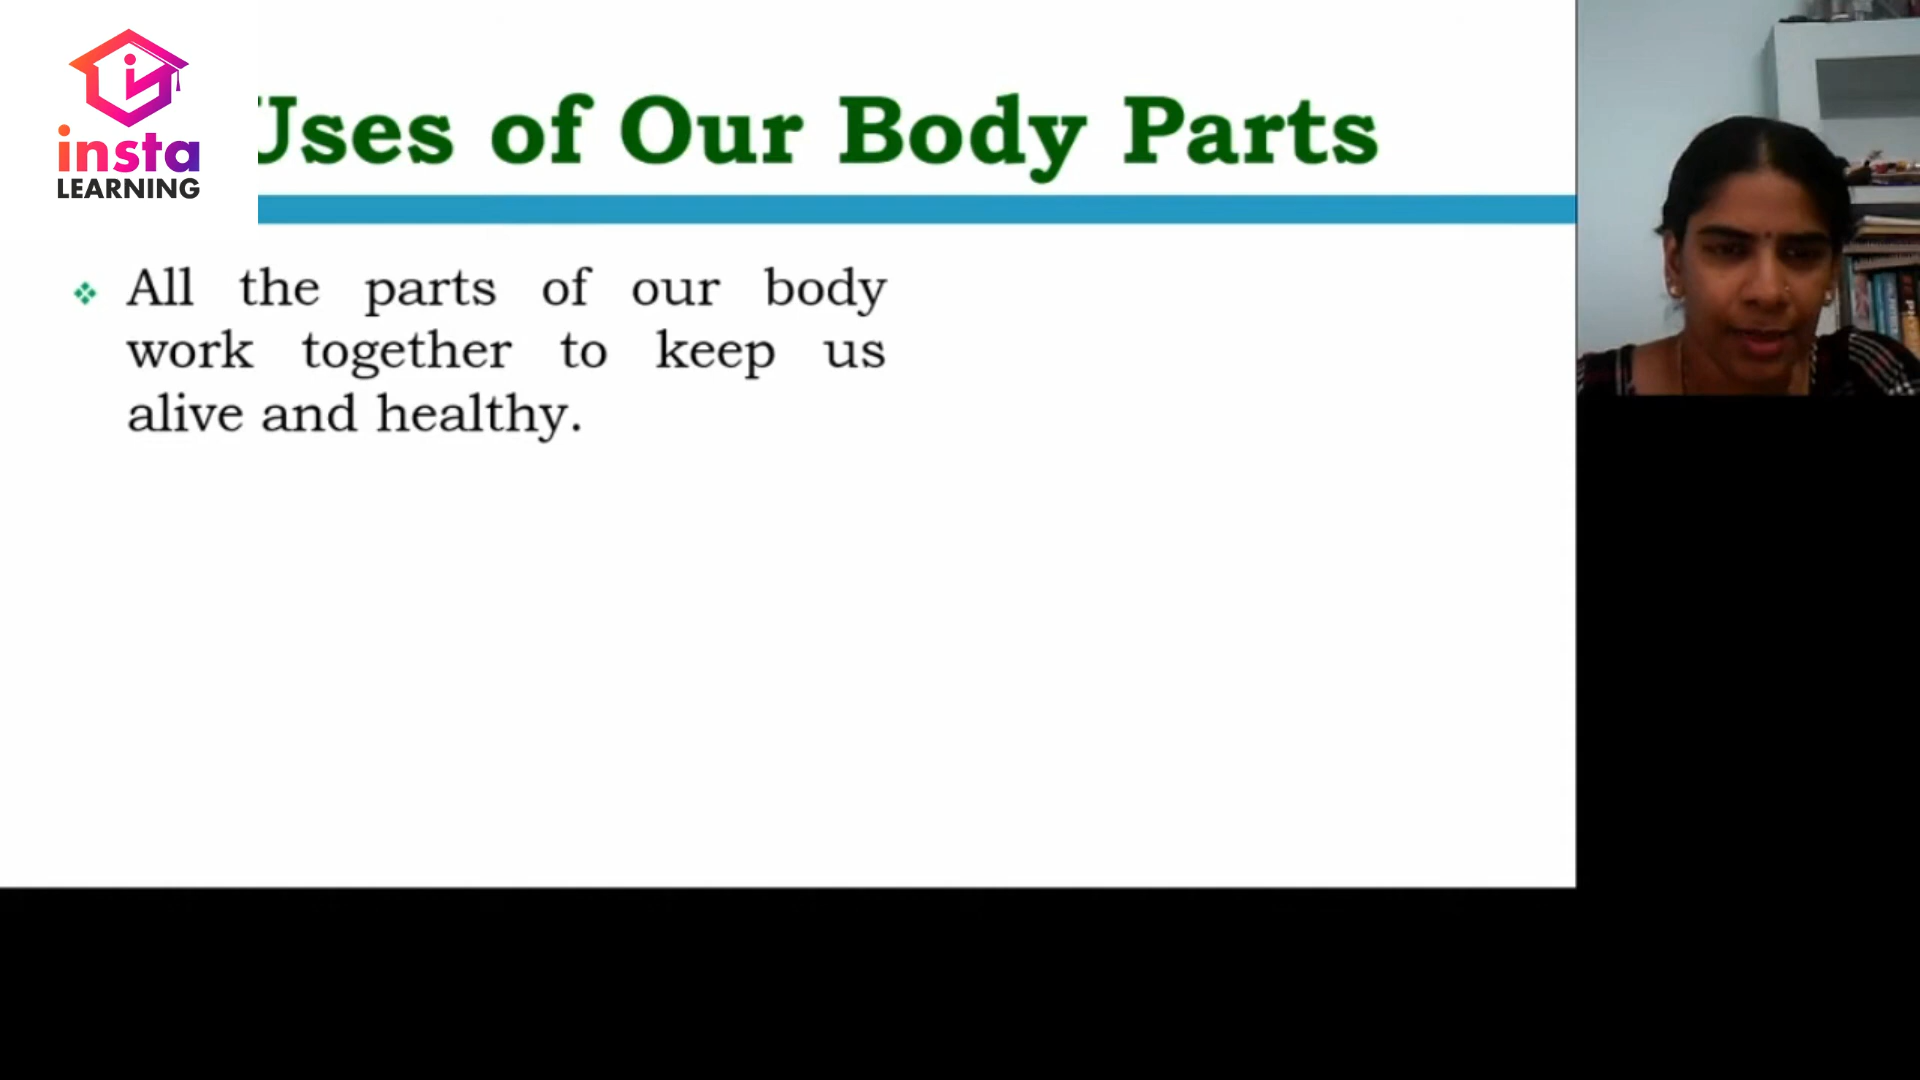 insta
LEARNING
Uses of Our Body Parts
All the parts of our body
work together to keep us
alive and healthy.